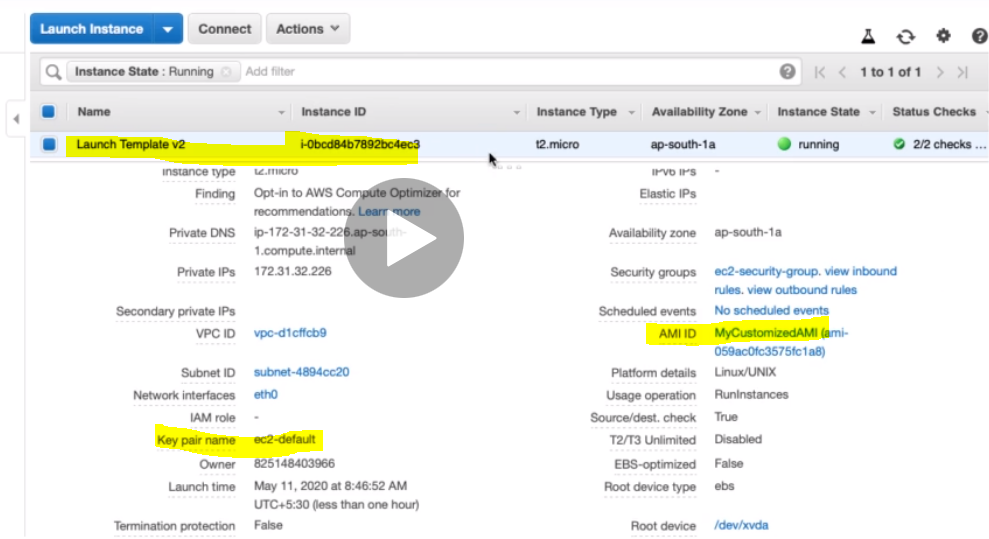 Launch Instance Connect Actions
Instance State : Running Add filter 1 to 1 of 1
Name Instance ID Instance Type Availability Zone Instance State Status Checks
Launch Template v2 i-0bcd84b7892bc4ec3 t2.micro ap-south-1a running 2/2 checks ...
Instance type t2.micro IPv6 IPs -
Finding Opt-in to AWS Compute Optimizer for Elastic IPs
recommendations. Learn more
Private DNS ip-172-31-32-226.ap-south- Availability zone ap-south-1a
1.compute.internal
Private IPs 172.31.32.226 Security groups ec2-security-group. view inbound
rules. view outbound rules
Secondary private IPs Scheduled events No scheduled events
VPC ID vpc-d1cffcb9 AMI ID MyCustomizedAMI (ami-
059ac0fc3575fc1a8)
Subnet ID subnet-4894cc20 Platform details Linux/UNIX
Network interfaces eth0 Usage operation RunInstances
IAM role - Source/dest. check True
Key pair name ec2-default T2/T3 Unlimited Disabled
Owner 825148403966 EBS-optimized False
Launch time May 11, 2020 at 8:46:52 AM Root device type ebs
UTC+5:30 (less than one hour)
Termination protection False Root device /dev/xvda